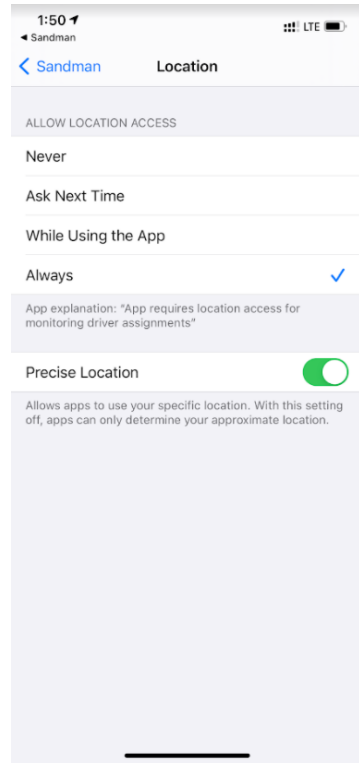 1:50
Sandman
LTE
Sandman
Location
ALLOW LOCATION ACCESS
Never
Ask Next Time
While Using the App
Always
App explanation: “App requires location access for
monitoring driver assignments”
Precise Location
Allows apps to use your specific location. With this setting
off, apps can only determine your approximate location.